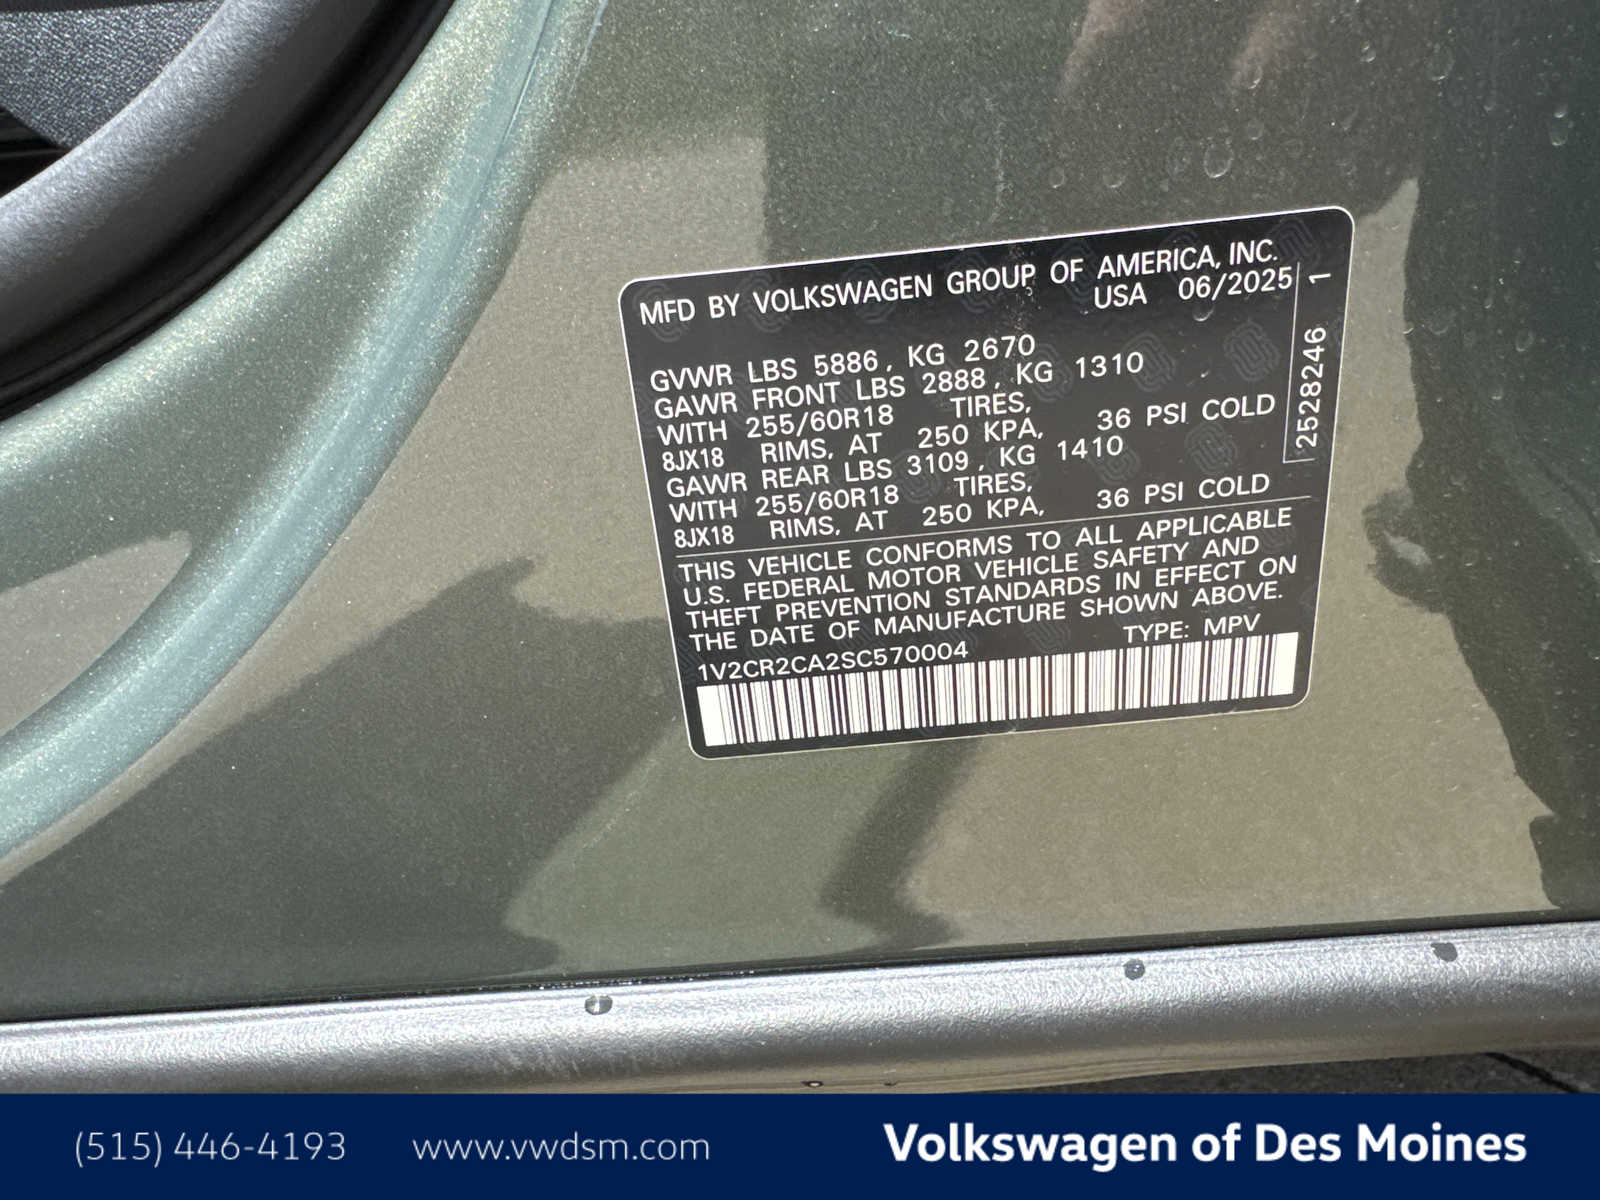 MFD BY VOLKSWAGEN GROUP OF AMERICA, INC.
USA 06/2025
GVWR LBS 5886, KG 2670
GAWR FRONT LBS 2888, KG 1310
WITH 255/60R18 TIRES,
8JX18 RIMS, AT 250 KPA, 36 PSI COLD
GAWR REAR LBS 3109, KG 1410
WITH 255/60R18 TIRES,
8JX18 RIMS, AT 250 KPA, 36 PSI COLD
THIS VEHICLE CONFORMS TO ALL APPLICABLE
U.S. FEDERAL MOTOR VEHICLE SAFETY AND
THEFT PREVENTION STANDARDS IN EFFECT ON
THE DATE OF MANUFACTURE SHOWN ABOVE.
1V2CR2CA2SC570004 TYPE: MPV
2528246 1
(515) 446-4193 www.vwdsm.com Volkswagen of Des Moines